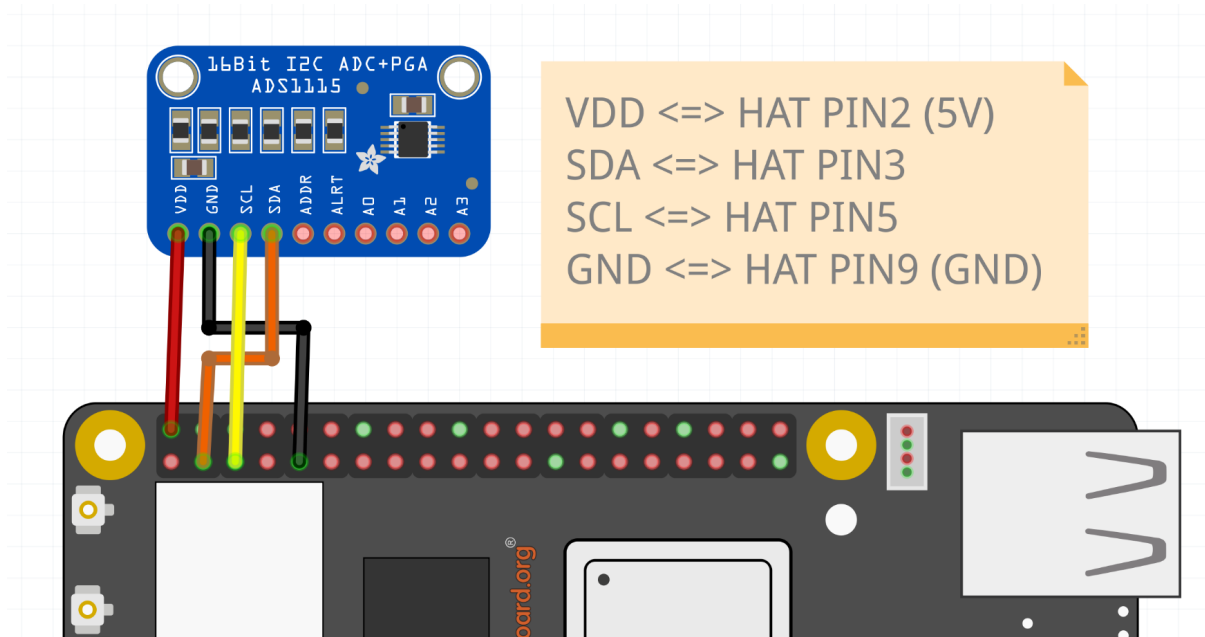 16Bit I2C ADC+PGA
ADS1115
VDD
GND
SCL
SDA
ADDR
ALRT
A0
A1
A2
A3
VDD <=> HAT PIN2 (5V)
SDA <=> HAT PIN3
SCL <=> HAT PIN5
GND <=> HAT PIN9 (GND)
oard.org®